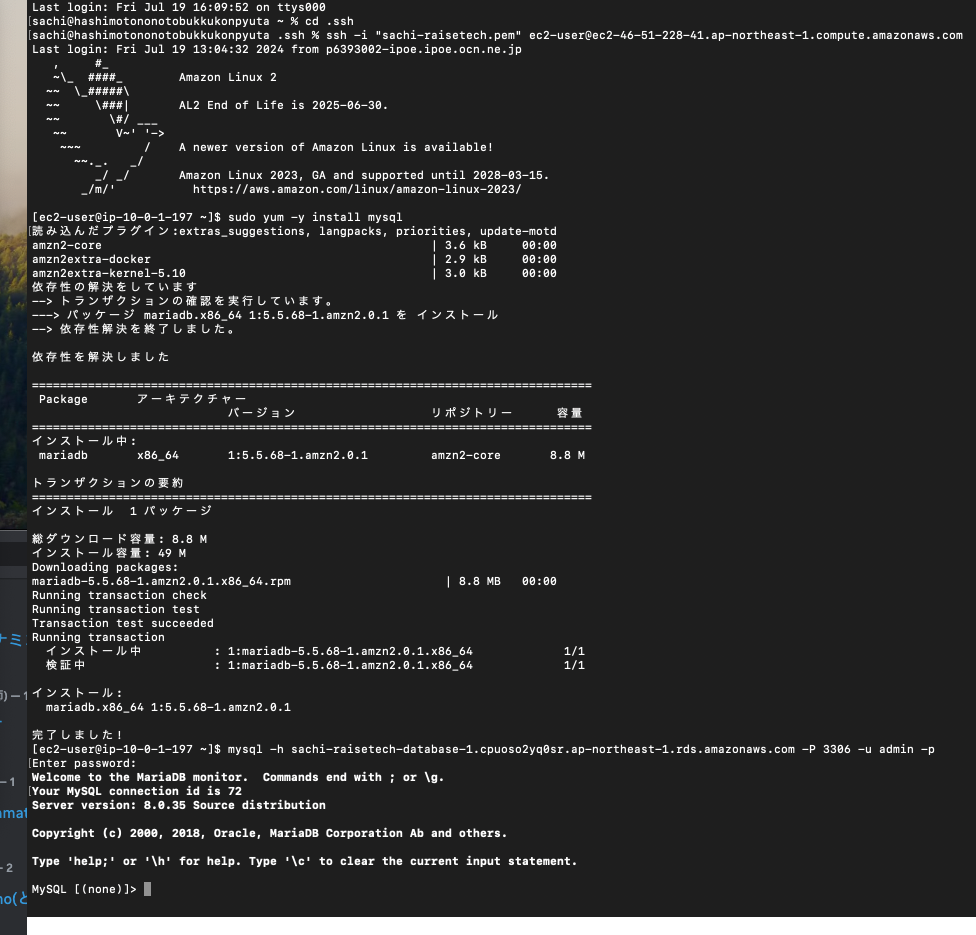 Last login: Fri Jul 19 16:09:52 on ttys000
[sachi@hashimotononotobukkukonpyuta ~ % cd .ssh
[sachi@hashimotononotobukkukonpyuta .ssh % ssh -i "sachi-raisetech.pem" ec2-user@ec2-46-51-228-41.ap-northeast-1.compute.amazonaws.com
Last login: Fri Jul 19 13:04:32 2024 from p6393002-ipoe.ipoe.ocn.ne.jp
   ,     #_
   ~\_  ####_        Amazon Linux 2
  ~~  \_#####\
  ~~     \###|       AL2 End of Life is 2025-06-30.
  ~~       \#/ ___
   ~~       V~' '->
    ~~~         /    A newer version of Amazon Linux is available!
      ~~._.   _/
         _/ _/       Amazon Linux 2023, GA and supported until 2028-03-15.
       _/m/'           https://aws.amazon.com/linux/amazon-linux-2023/
[ec2-user@ip-10-0-1-197 ~]$ sudo yum -y install mysql
[読み込んだプラグイン:extras_suggestions, langpacks, priorities, update-motd
amzn2-core                                               | 3.6 kB     00:00
amzn2extra-docker                                        | 2.9 kB     00:00
amzn2extra-kernel-5.10                                   | 3.0 kB     00:00
依存性の解決をしています
--> トランザクションの確認を実行しています。
---> パッケージ mariadb.x86_64 1:5.5.68-1.amzn2.0.1 を インストール
--> 依存性解決を終了しました。
依存性を解決しました
================================================================================
 Package       アーキテクチャー
                            バージョン                    リポジトリー      容量
================================================================================
インストール中:
 mariadb       x86_64       1:5.5.68-1.amzn2.0.1         amzn2-core       8.8 M
トランザクションの要約
================================================================================
インストール  1 パッケージ
総ダウンロード容量: 8.8 M
インストール容量: 49 M
Downloading packages:
mariadb-5.5.68-1.amzn2.0.1.x86_64.rpm                      | 8.8 MB   00:00
Running transaction check
Running transaction test
Transaction test succeeded
Running transaction
  インストール中          : 1:mariadb-5.5.68-1.amzn2.0.1.x86_64             1/1
  検証中                  : 1:mariadb-5.5.68-1.amzn2.0.1.x86_64             1/1
インストール:
  mariadb.x86_64 1:5.5.68-1.amzn2.0.1
完了しました!
[ec2-user@ip-10-0-1-197 ~]$ mysql -h sachi-raisetech-database-1.cpuoso2yq0sr.ap-northeast-1.rds.amazonaws.com -P 3306 -u admin -p
[Enter password:
Welcome to the MariaDB monitor.  Commands end with ; or \g.
[Your MySQL connection id is 72
Server version: 8.0.35 Source distribution
Copyright (c) 2000, 2018, Oracle, MariaDB Corporation Ab and others.
Type 'help;' or '\h' for help. Type '\c' to clear the current input statement.
MySQL [(none)]>